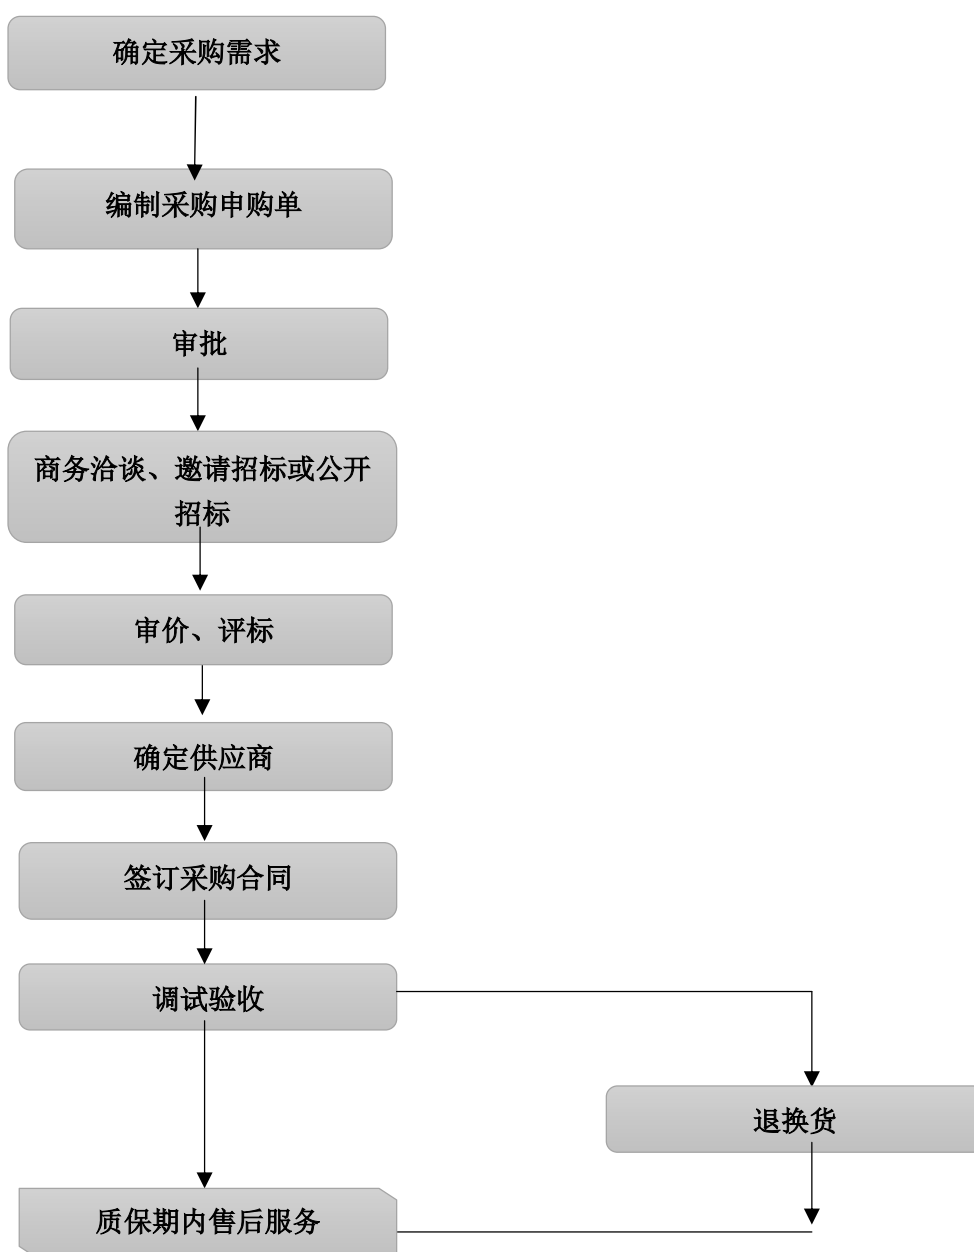 确定采购需求
编制采购申购单
审批
商务洽谈、邀请招标或公开
招标
审价、评标
确定供应商
签订采购合同
调试验收
退换货
质保期内售后服务